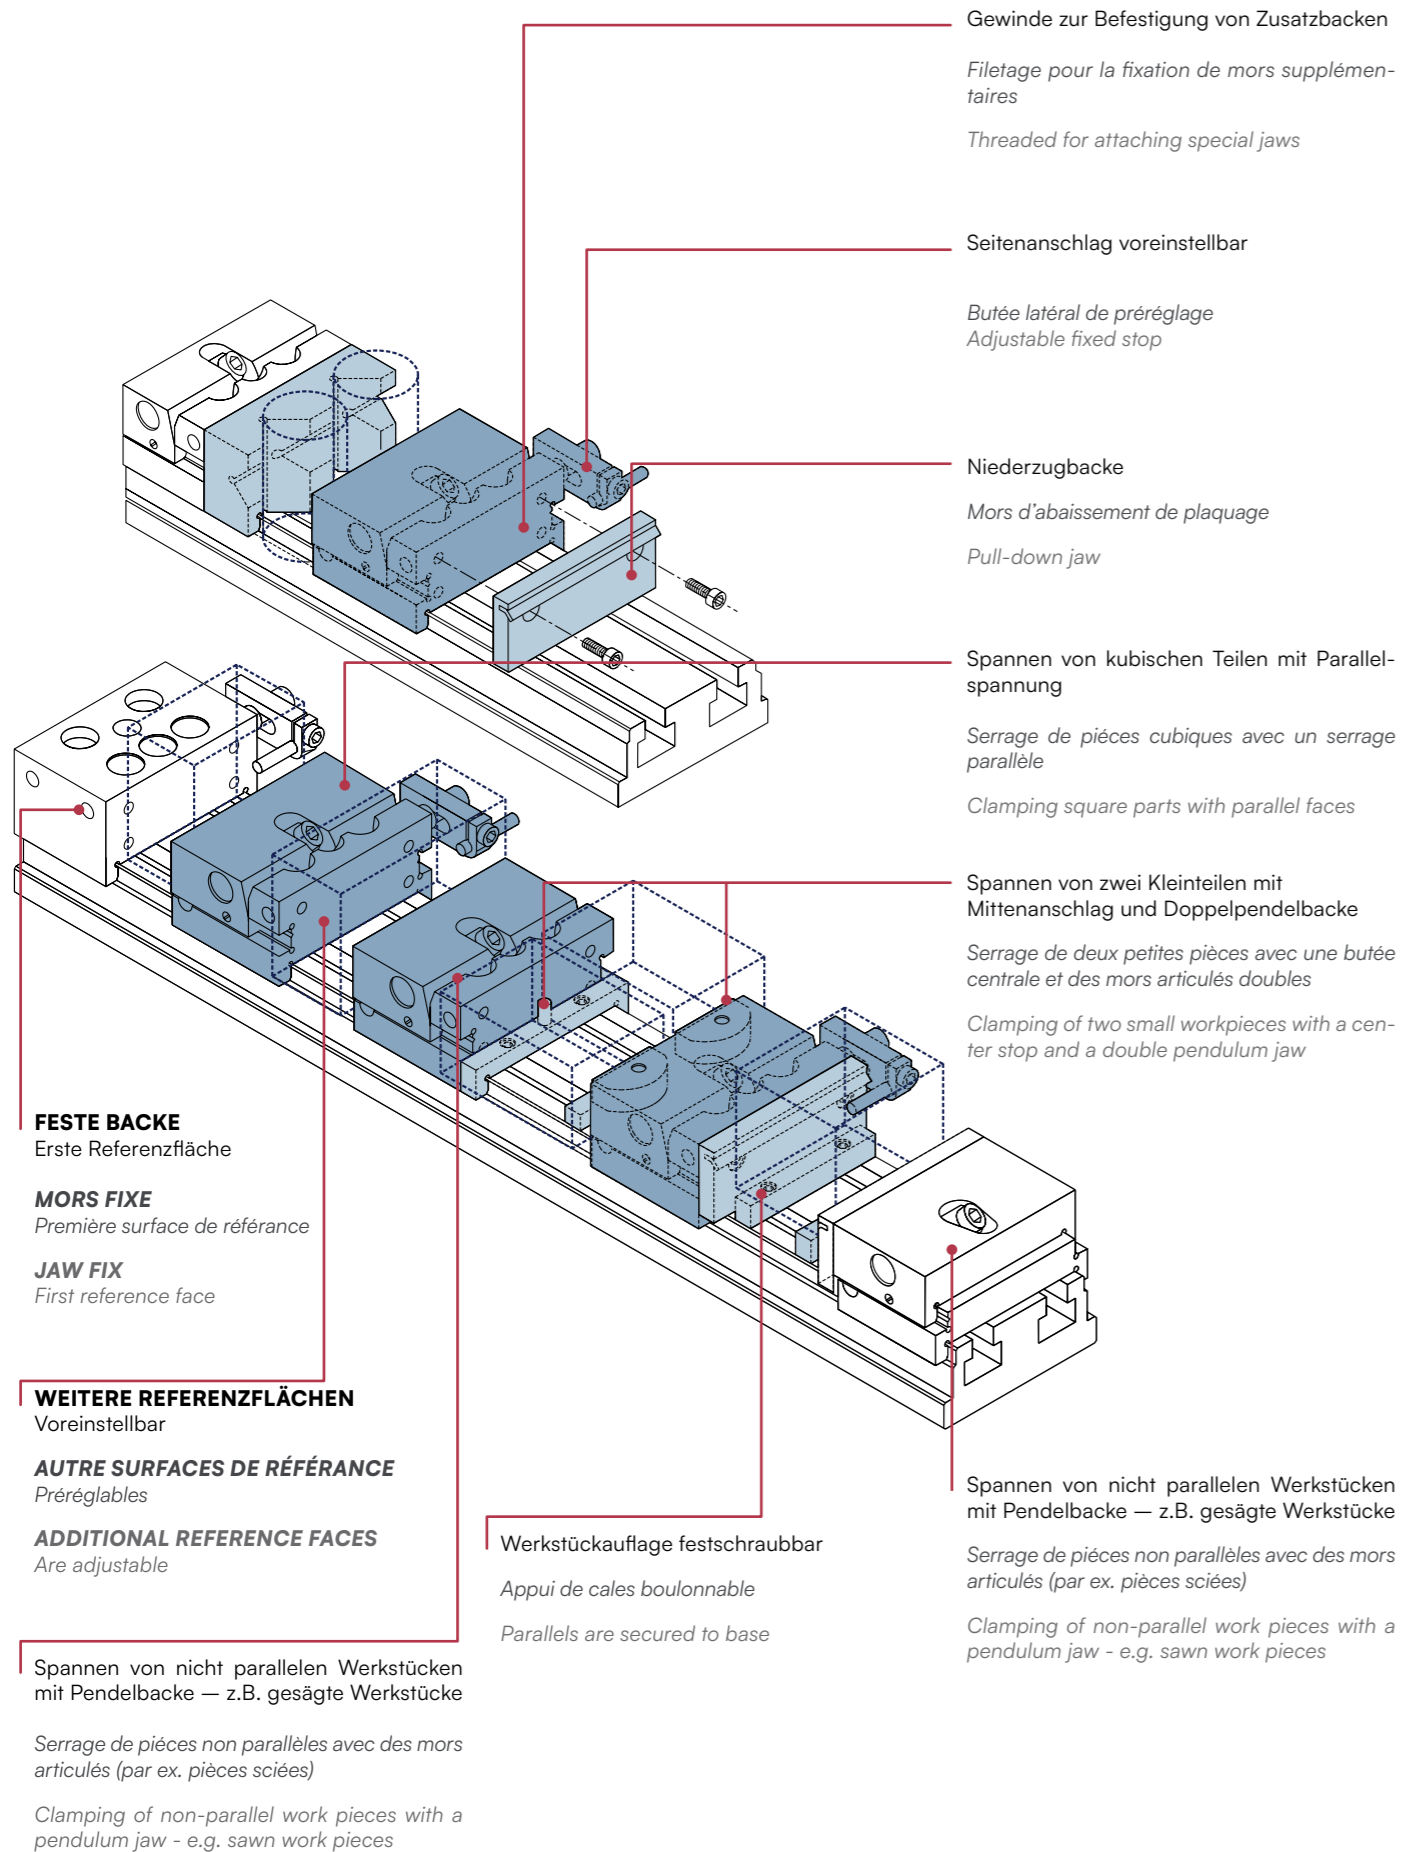 Gewinde zur Befestigung von Zusatzbacken
Filetage pour la fixation de mors supplémen-
taires
Threaded for attaching special jaws
Seitenanschlag voreinstellbar
Butée latéral de préréglage
Adjustable fixed stop
Niederzugbacke
Mors d'abaissement de plaquage
Pull-down jaw
Spannen von kubischen Teilen mit Parallel-
spannung
Serrage de piéces cubiques avec un serrage
parallèle
Clamping square parts with parallel faces
Spannen von zwei Kleinteilen mit
Mittenanschlag und Doppelpendelbacke
Serrage de deux petites pièces avec une butée
centrale et des mors articulés doubles
Clamping of two small workpieces with a cen-
ter stop and a double pendulum jaw
FESTE BACKE
Erste Referenzfläche
MORS FIXE
Première surface de référance
JAW FIX
First reference face
WEITERE REFERENZFLÄCHEN
Voreinstellbar
AUTRE SURFACES DE RÉFÉRANCE
Préréglables
ADDITIONAL REFERENCE FACES
Are adjustable
Spannen von nicht parallelen Werkstücken
mit Pendelbacke — z.B. gesägte Werkstücke
Serrage de piéces non parallèles avec des mors
articulés (par ex. pièces sciées)
Clamping of non-parallel work pieces with a
pendulum jaw - e.g. sawn work pieces
Werkstückauflage festschraubbar
Appui de cales boulonnable
Parallels are secured to base
Spannen von nicht parallelen Werkstücken
mit Pendelbacke — z.B. gesägte Werkstücke
Serrage de piéces non parallèles avec des mors
articulés (par ex. pièces sciées)
Clamping of non-parallel work pieces with a
pendulum jaw - e.g. sawn work pieces